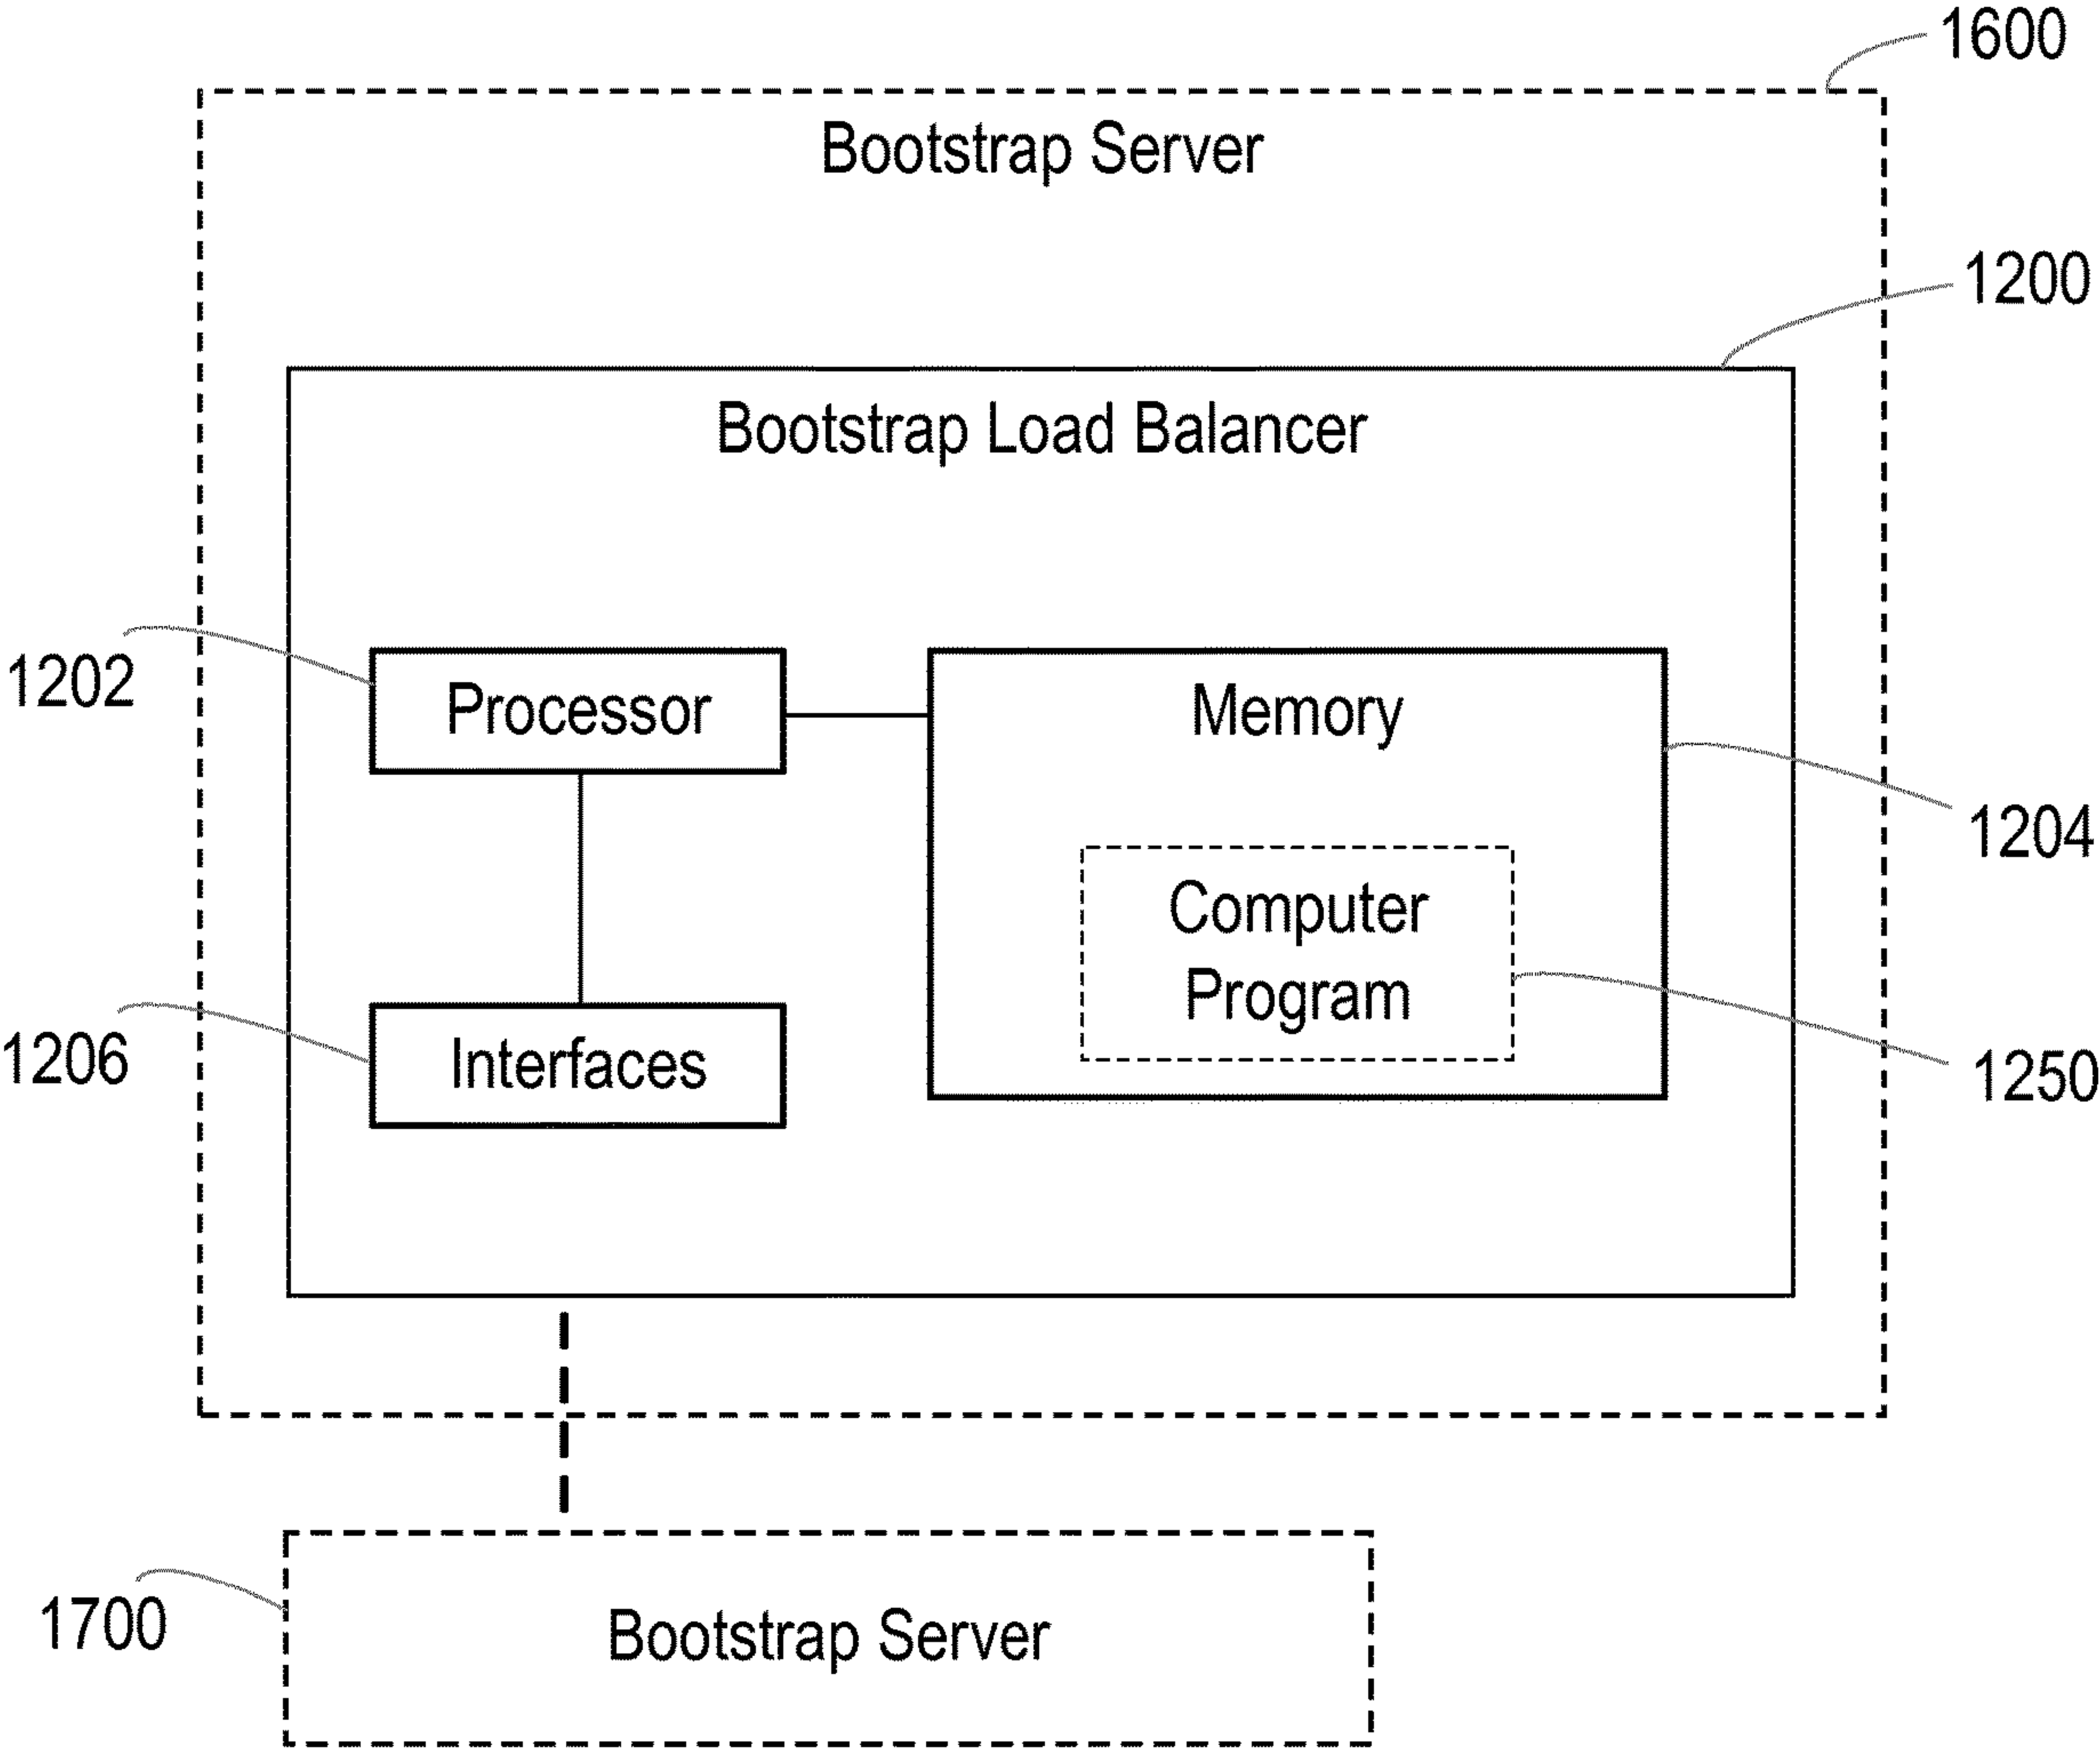 1600
Bootstrap Server
1200
Bootstrap Load Balancer
1202
Processor
Memory
1204
Computer
Program
1206
Interfaces
1250
1700
Bootstrap Server